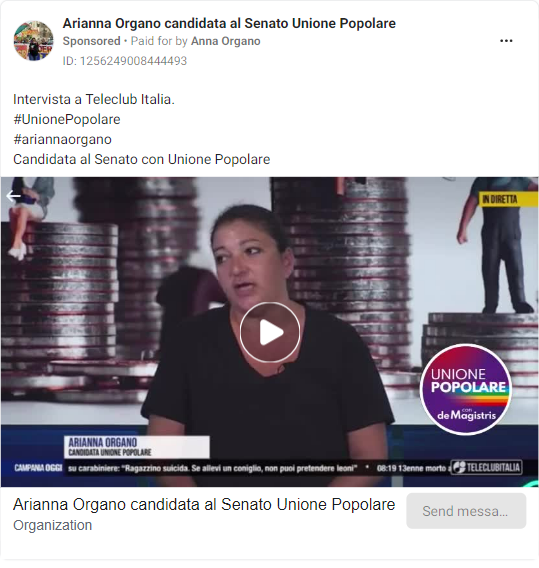 Arianna Organo candidata al Senato Unione Popolare
Sponsored • Paid for by Anna Organo
ID: 1256249008444493
Intervista a Teleclub Italia.
#UnionePopolare
#ariannaorgano
Candidata al Senato con Unione Popolare
IN DIRETTA
UNIONE
POPOLARE
con
de Magistris
ARIANNA ORGANO
CANDIDATA UNIONE POPOLARE
CAMPANIA OGGI su carabiniere: "Ragazzino suicida. Se allevi un coniglio, non puoi pretendere leoni" * 08:19 13enne morto TELECLUBITALIA
Arianna Organo candidata al Senato Unione Popolare
Organization
Send messa...